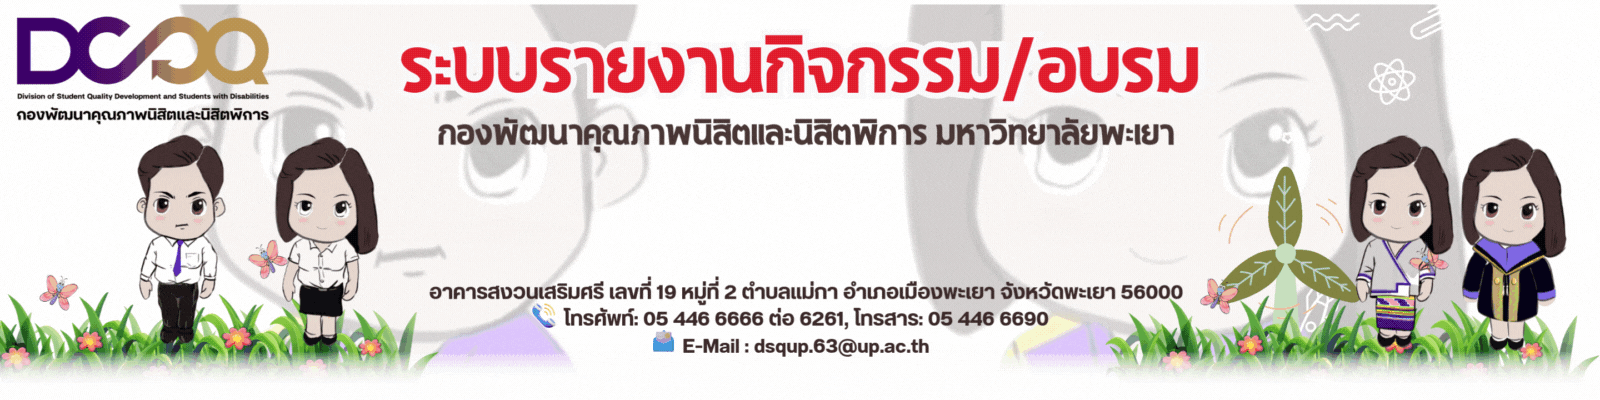 DSQ
Division of Student Quality Development and Students with Disabilities
กองพัฒนาคุณภาพนิสิตและนิสิตพิการ
ระบบรายงานกิจกรรม/อบรม
กองพัฒนาคุณภาพนิสิตและนิสิตพิการ มหาวิทยาลัยพะเยา
อาคารสงวนเสริมศรี เลขที่ 19 หมู่ที่ 2 ตำบลแม่กา อำเภอเมืองพะเยา จังหวัดพะเยา 56000
โทรศัพท์: 05 446 6666 ต่อ 6261, โทรสาร: 05 446 6690
E-Mail : dsqup.63@up.ac.th